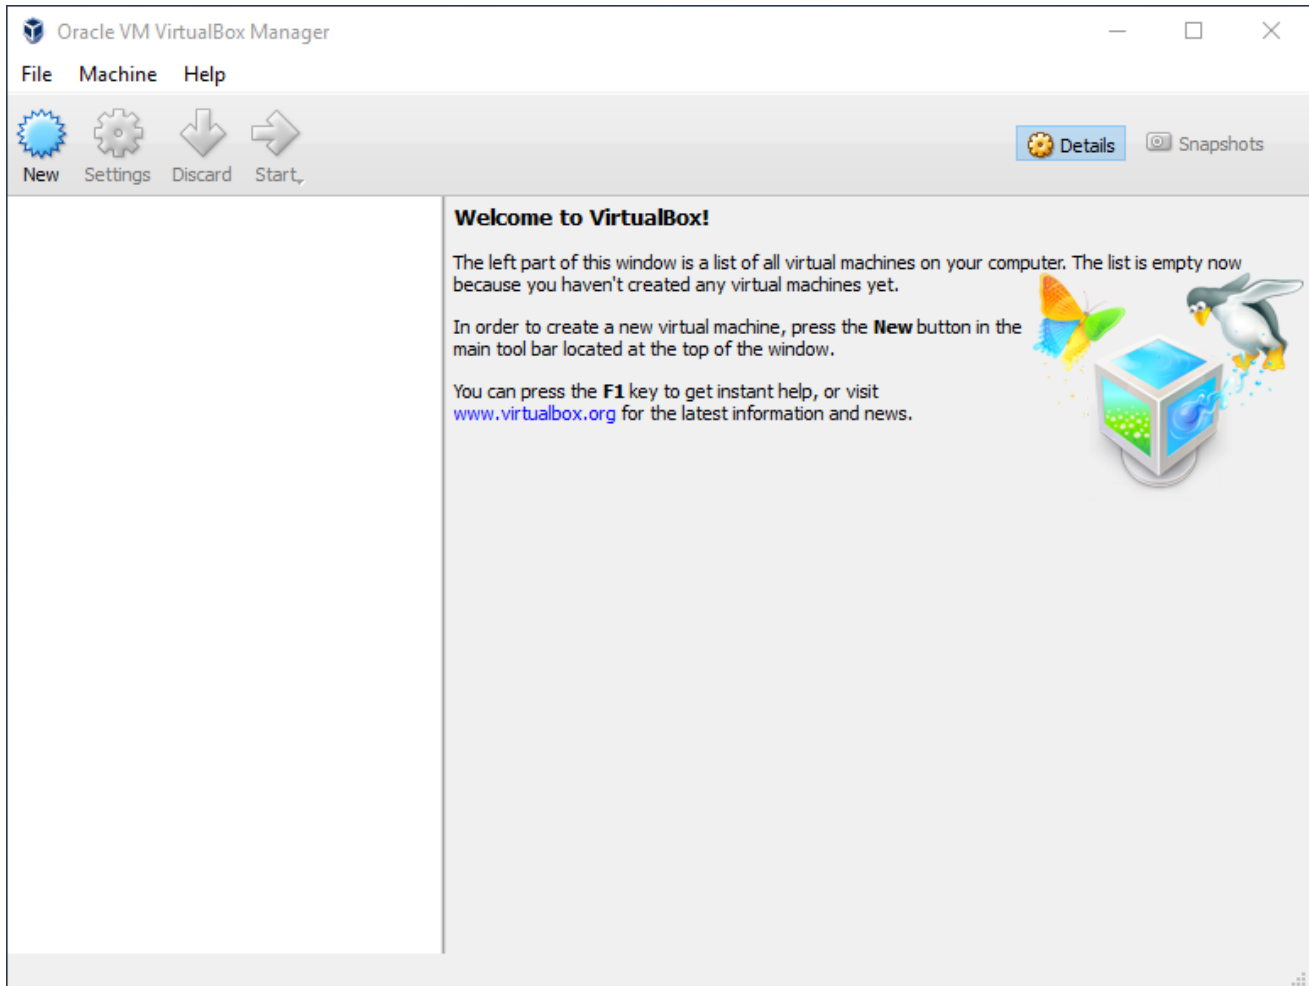 Oracle VM VirtualBox Manager
File Machine Help
New Settings Discard Start
Details Snapshots
Welcome to VirtualBox!
The left part of this window is a list of all virtual machines on your computer. The list is empty now
because you haven't created any virtual machines yet.
In order to create a new virtual machine, press the New button in the
main tool bar located at the top of the window.
You can press the F1 key to get instant help, or visit
www.virtualbox.org for the latest information and news.